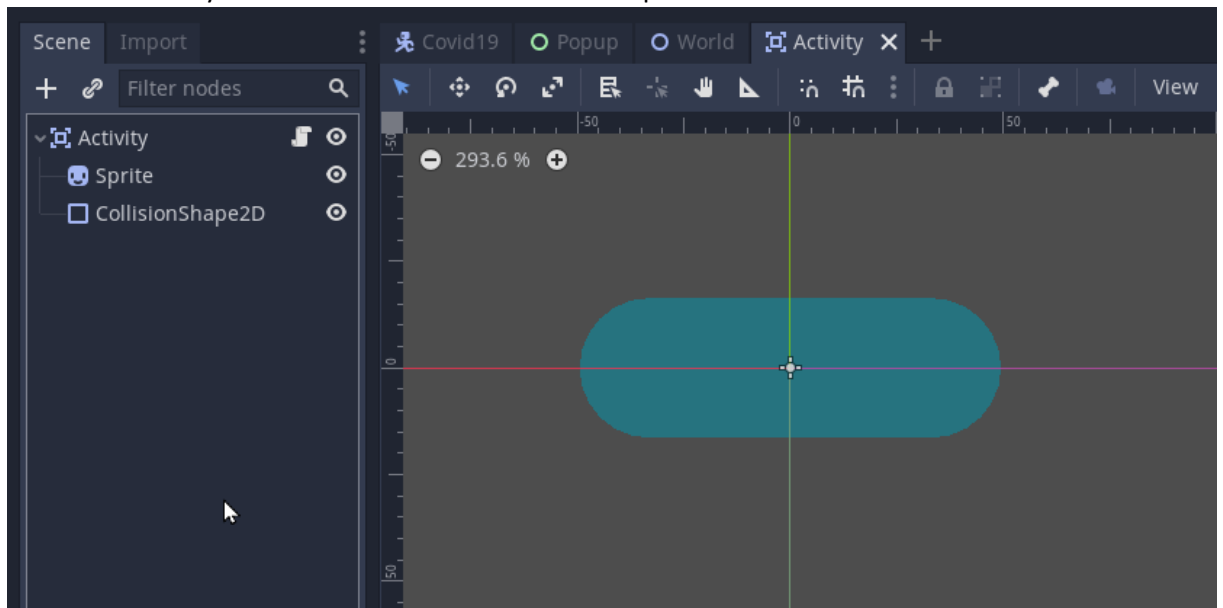 Scene Import
Covid19 Popup World Activity
Filter nodes
View
-50 0 50
-50
293.6 %
Activity
Sprite
CollisionShape2D
0
50